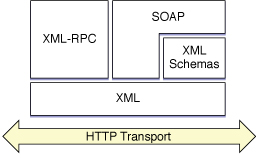 XML-RPC
SOAP
XML
Schemas
XML
HTTP Transport